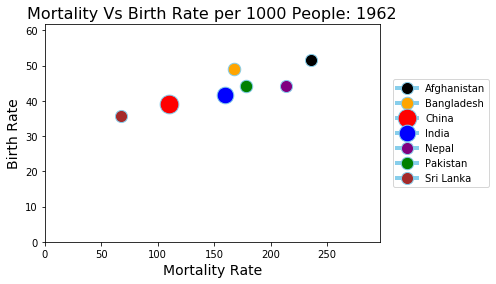 Mortality Vs Birth Rate per 1000 People: 1962
60
50
40
30
20
10
0
Birth Rate
0 50 100 150 200 250
Mortality Rate
Afghanistan
Bangladesh
China
India
Nepal
Pakistan
Sri Lanka